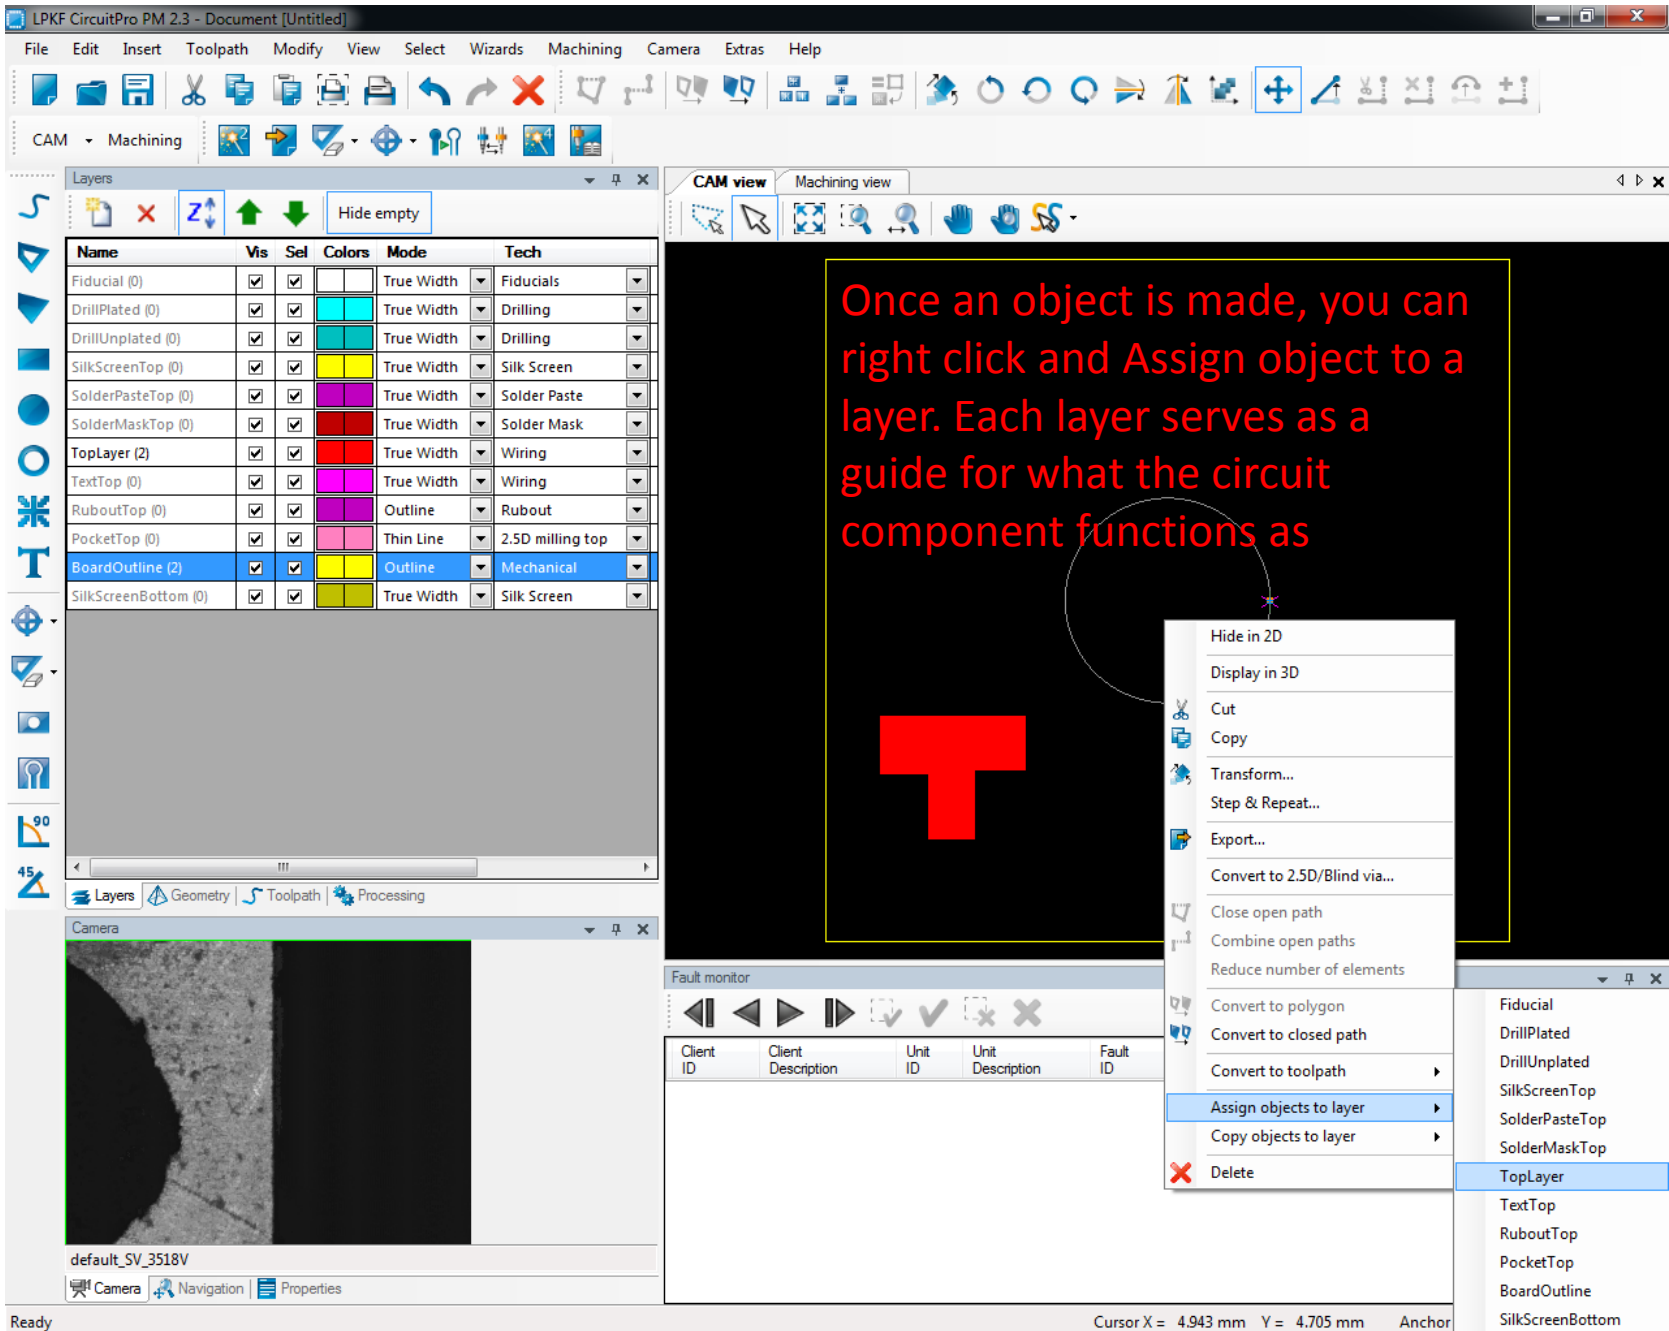 LPKF CircuitPro PM 2.3 - Document [Untitled]
File Edit Insert Toolpath Modify View Select Wizards Machining Camera Extras Help
CAM Machining
Layers
Hide empty
Name Vis Sel Colors Mode Tech
Fiducial (0) True Width Fiducials
DrillPlated (0) True Width Drilling
DrillUnplated (0) True Width Drilling
SilkScreenTop (0) True Width Silk Screen
SolderPasteTop (0) True Width Solder Paste
SolderMaskTop (0) True Width Solder Mask
TopLayer (2) True Width Wiring
TextTop (0) True Width Wiring
RuboutTop (0) Outline Rubout
PocketTop (0) Thin Line 2.5D milling top
BoardOutline (2) Outline Mechanical
SilkScreenBottom (0) True Width Silk Screen
90
45
Layers Geometry Toolpath Processing
Camera
default_SV_3518V
Camera Navigation Properties
CAM view Machining view
Once an object is made, you can
right click and Assign object to a
layer. Each layer serves as a
guide for what the circuit
component functions as
Hide in 2D
Display in 3D
Cut
Copy
Transform...
Step & Repeat...
Export...
Convert to 2.5D/Blind via...
Close open path
Combine open paths
Reduce number of elements
Convert to polygon
Convert to closed path
Convert to toolpath
Assign objects to layer
Copy objects to layer
Delete
Fiducial
DrillPlated
DrillUnplated
SilkScreenTop
SolderPasteTop
SolderMaskTop
TopLayer
TextTop
RuboutTop
PocketTop
BoardOutline
SilkScreenBottom
Fault monitor
Client Client Unit Unit Fault
ID Description ID Description ID
Ready Cursor X = 4.943 mm Y = 4.705 mm Anchor